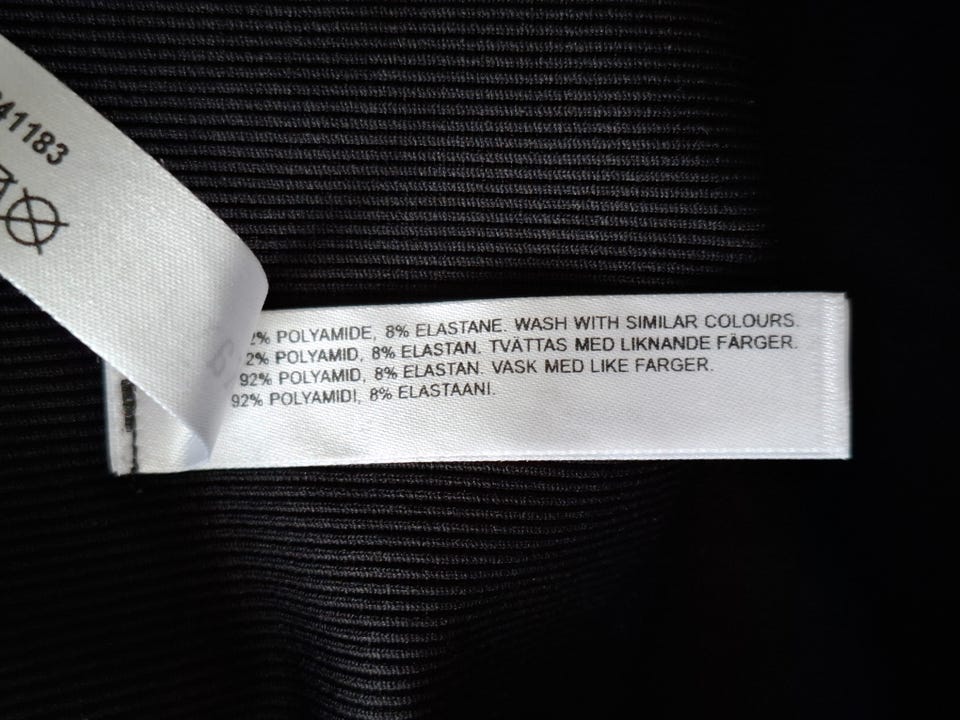 41183
2% POLYAMIDE, 8% ELASTANE. WASH WITH SIMILAR COLOURS.
2% POLYAMID, 8% ELASTAN. TVÄTTAS MED LIKNANDE FÄRGER.
92% POLYAMID, 8% ELASTAN. VASK MED LIKE FARGER.
92% POLYAMIDI, 8% ELASTAANI.